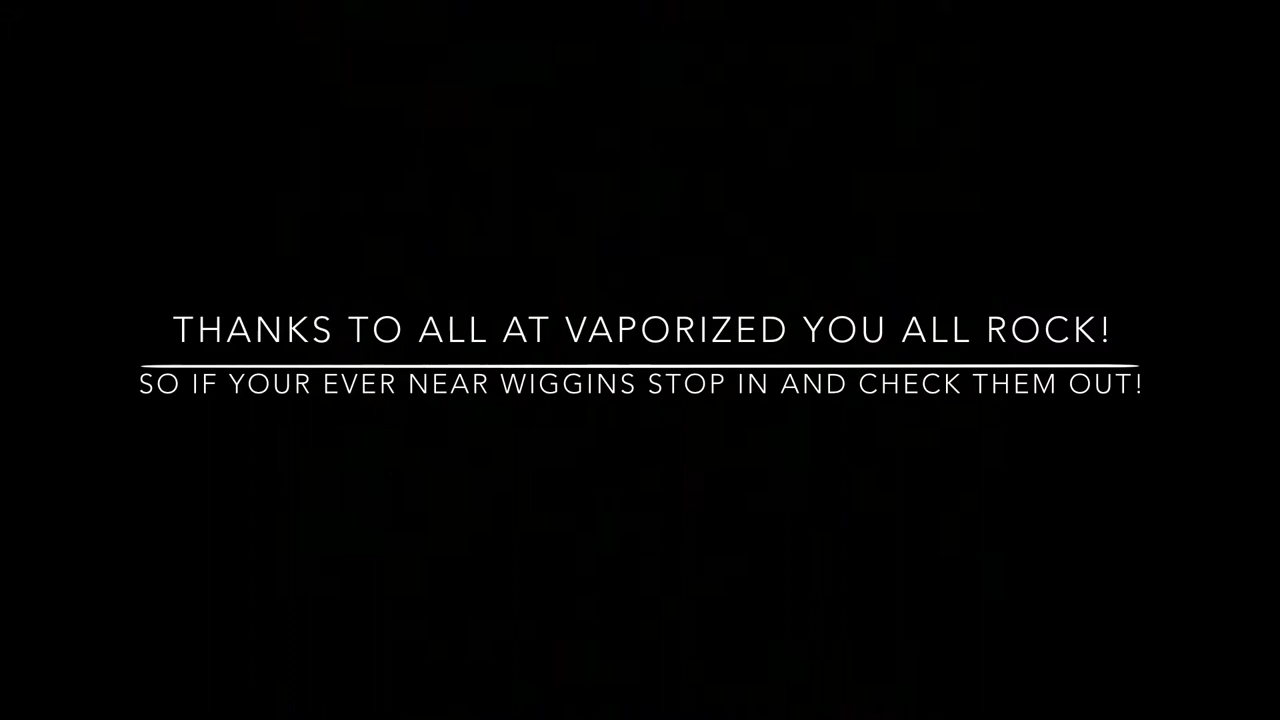 THANKS TO ALL AT VAPORIZED YOU ALL ROCK!
SO IF YOUR EVER NEAR WIGGINS STOP IN AND CHECK THEM OUT!